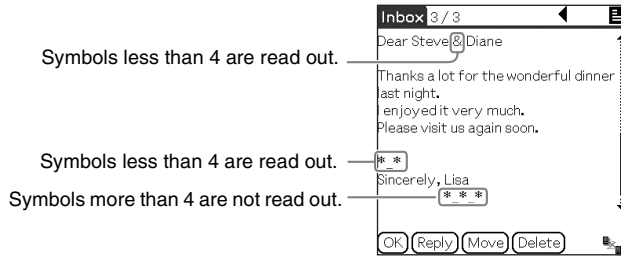 Inbox 3 / 3
Dear Steve & Diane
Symbols less than 4 are read out.
Thanks a lot for the wonderful dinner
last night.
I enjoyed it very much.
Please visit us again soon.
Symbols less than 4 are read out.
*_*
Sincerely, Lisa
Symbols more than 4 are not read out.
*_*_*
OK Reply Move Delete